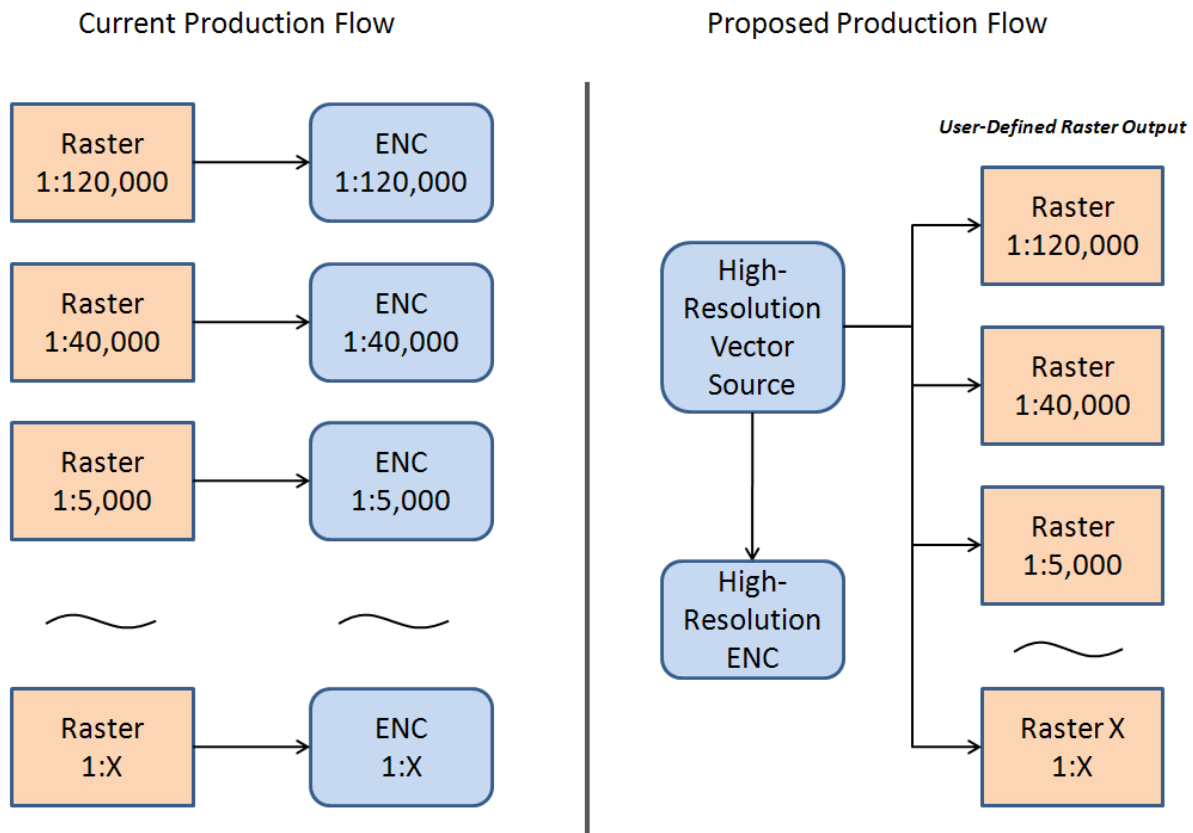 Current Production Flow
Raster
1:120,000
ENC
1:120,000
Raster
1:40,000
ENC
1:40,000
Raster
1:5,000
ENC
1:5,000
Raster
1:X
ENC
1:X
Proposed Production Flow
User-Defined Raster Output
High-
Resolution
Vector
Source
High-
Resolution
ENC
Raster
1:120,000
Raster
1:40,000
Raster
1:5,000
Raster X
1:X